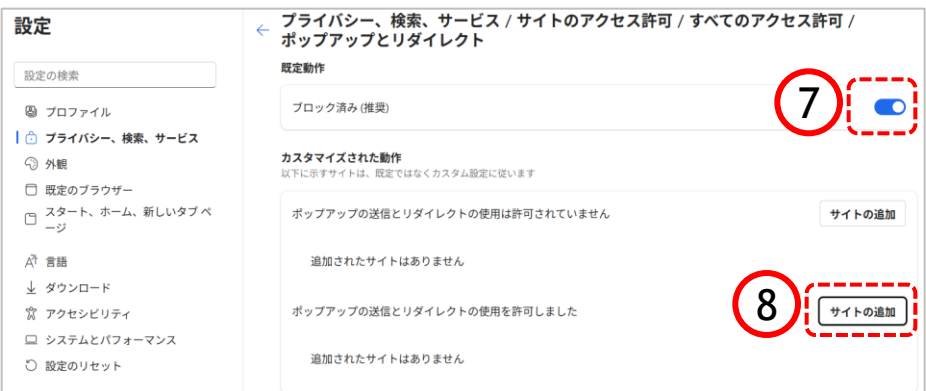 設定
設定の検索
プロファイル
プライバシー、検索、サービス
外観
既定のブラウザー
スタート、ホーム、新しいタブ ペ
ージ
言語
ダウンロード
アクセシビリティ
システムとパフォーマンス
設定のリセット
← プライバシー、検索、サービス / サイトのアクセス許可 / すべてのアクセス許可 /
ポップアップとリダイレクト
既定動作
ブロック済み (推奨)
7
カスタマイズされた動作
以下に示すサイトは、既定ではなくカスタム設定に従います
ポップアップの送信とリダイレクトの使用は許可されていません
サイトの追加
追加されたサイトはありません
ポップアップの送信とリダイレクトの使用を許可しました
8
サイトの追加
追加されたサイトはありません